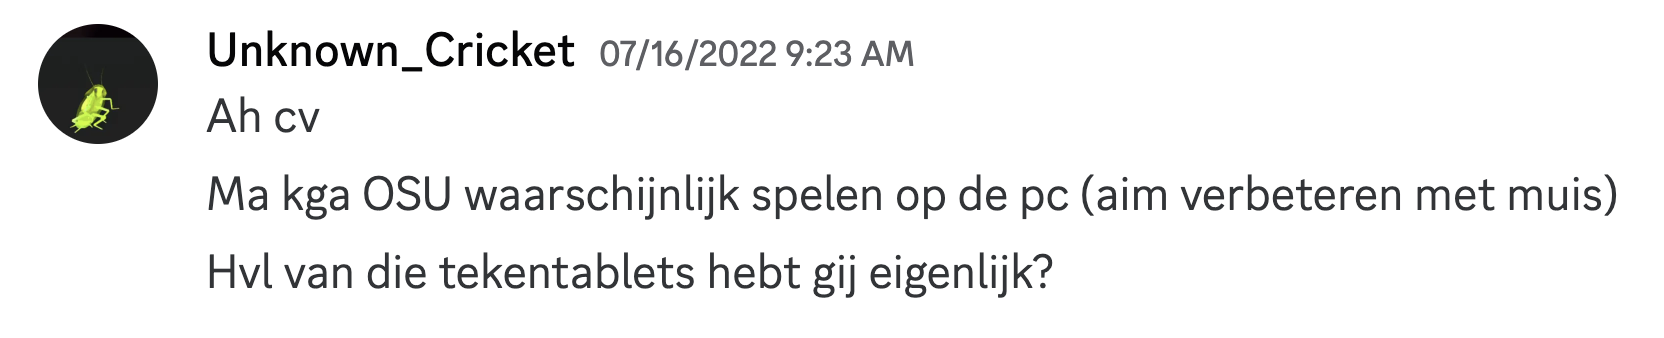 Unknown_Cricket 07/16/2022 9:23 AM
Ah cv
Ma kga OSU waarschijnlijk spelen op de pc (aim verbeteren met muis)
Hvl van die tekentablets hebt gij eigenlijk?